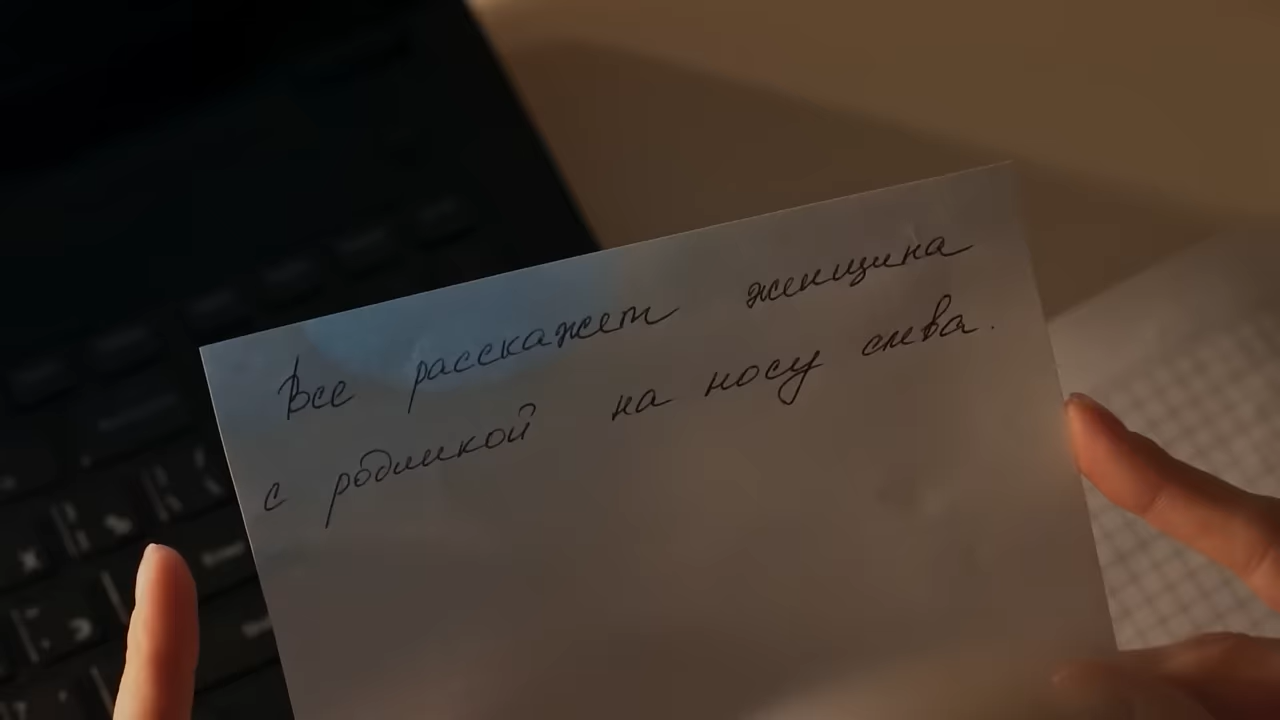 Все расскажет женщина
с родинкой на носу слева.